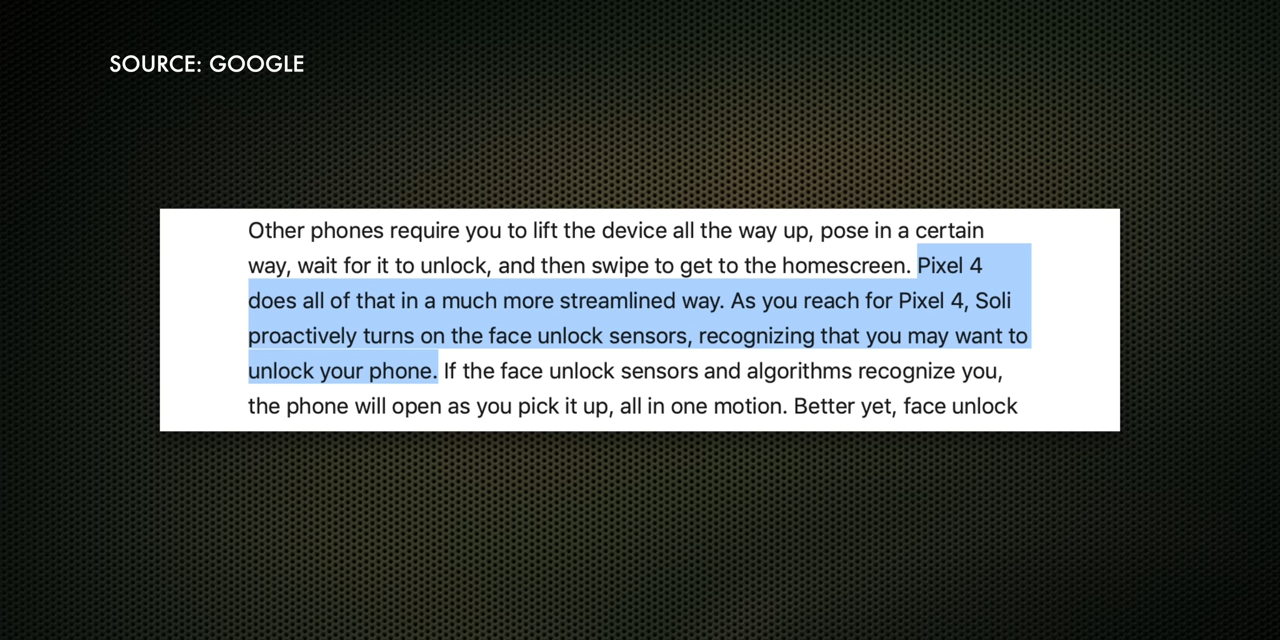 SOURCE: GOOGLE
Other phones require you to lift the device all the way up, pose in a certain
way, wait for it to unlock, and then swipe to get to the homescreen. Pixel 4
does all of that in a much more streamlined way. As you reach for Pixel 4, Soli
proactively turns on the face unlock sensors, recognizing that you may want to
unlock your phone. If the face unlock sensors and algorithms recognize you,
the phone will open as you pick it up, all in one motion. Better yet, face unlock